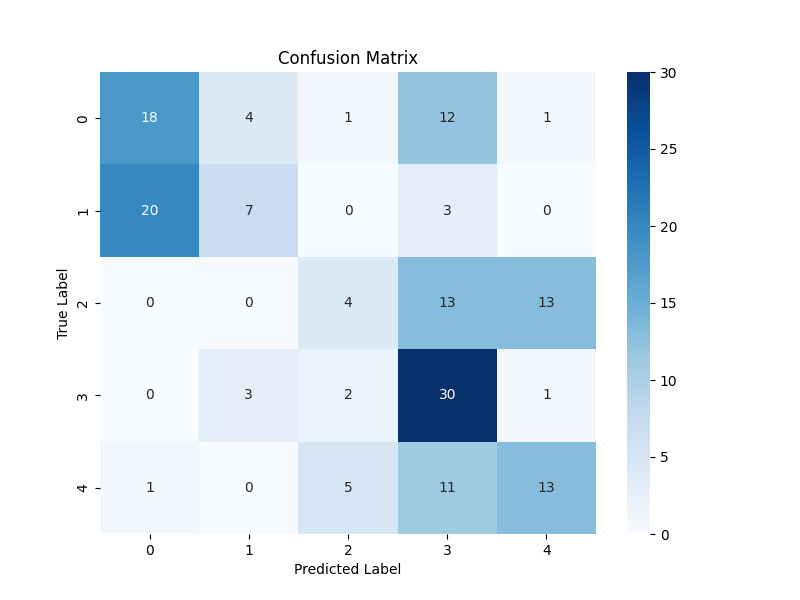 Confusion Matrix
0 18 4 1 12 1
1 20 7 0 3 0
2 0 0 4 13 13
3 0 3 2 30 1
4 1 0 5 11 13
0 1 2 3 4
True Label
Predicted Label
30
25
20
15
10
5
0